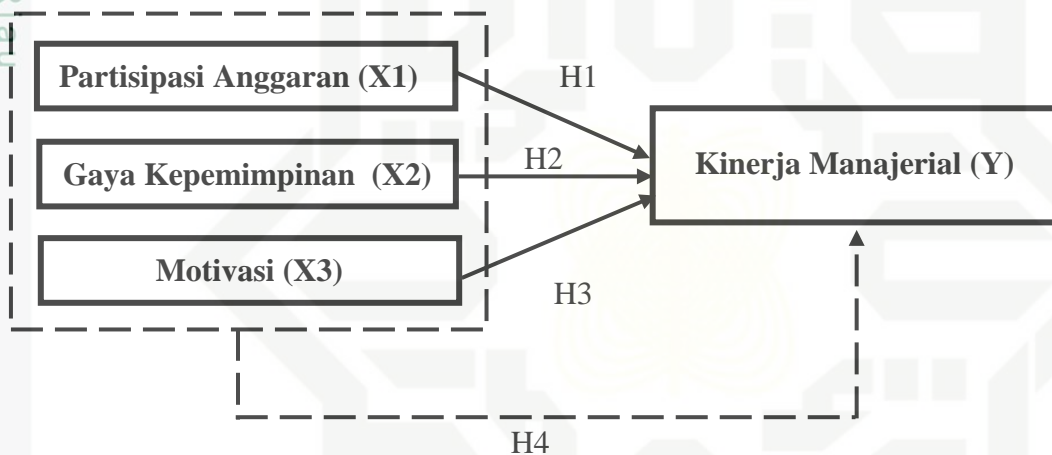 Partisipasi Anggaran (X1)
H1
Gaya Kepemimpinan (X2)
H2
Kinerja Manajerial (Y)
Motivasi (X3)
H3
H4